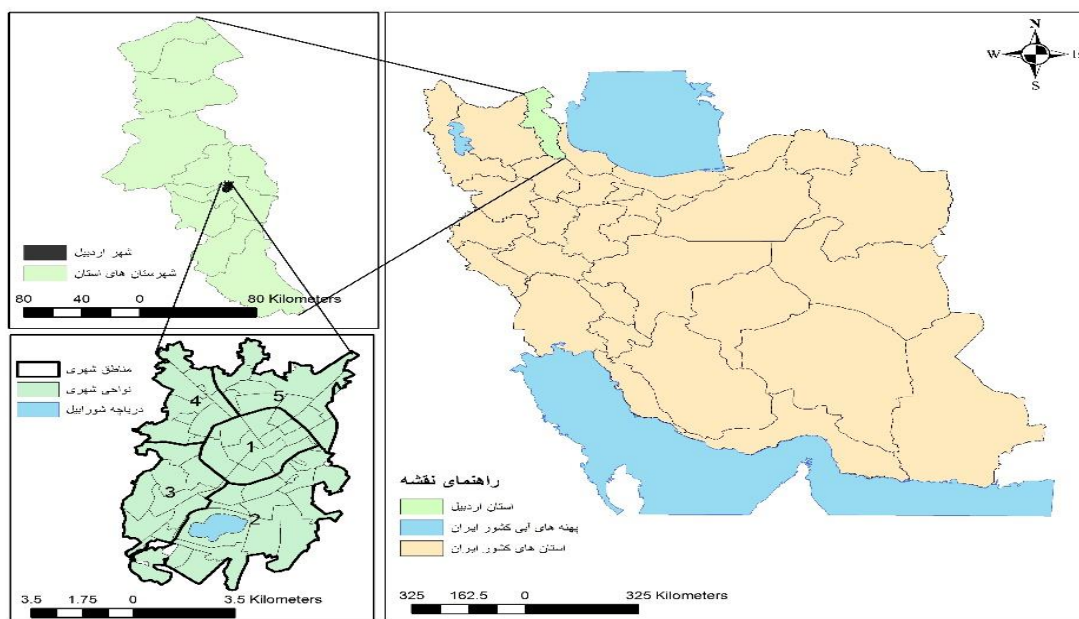 شهر اردبیل
شهرستان های استان
80 40 0 80 Kilometers
مناطق شهری
نواحی شهری
دریاچه شورابیل
4
5
1
3
2
3.5 1.75 0 3.5 Kilometers
N
W
S
راهنمای نقشه
استان اردبیل
پهنه های آبی کشور ایران
استان های کشور ایران
325 162.5 0 325 Kilometers